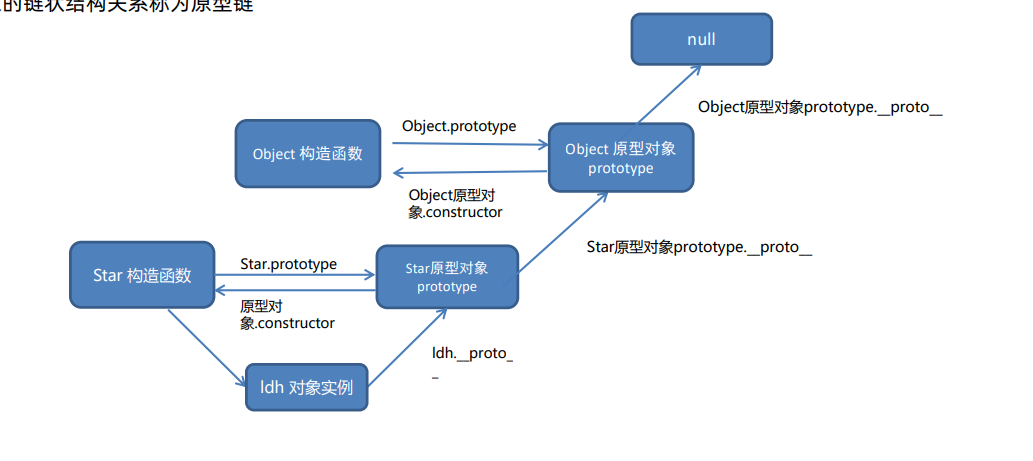 的链状结构关系称为原型链
null
Object原型对象prototype.__proto__
Object.prototype
Object 构造函数
Object 原型对象
prototype
Object原型对
象.constructor
Star原型对象prototype.__proto__
Star 构造函数
Star.prototype
Star原型对象
prototype
原型对
象.constructor
ldh.__proto_
_
ldh 对象实例